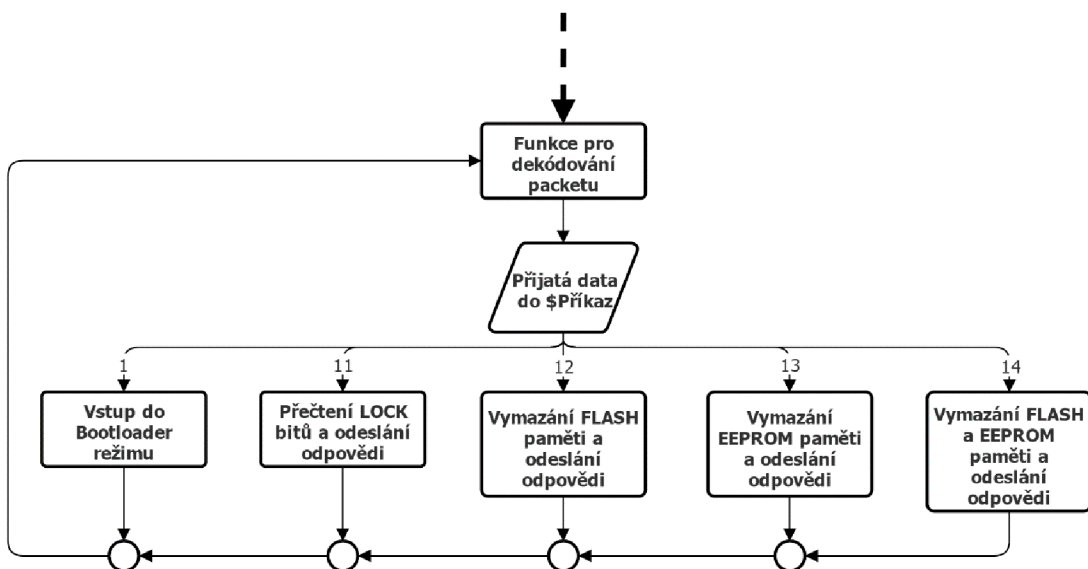 Funkce pro
dekódování
packetu
Přijatá data
do $Příkaz
1
11
12
13
14
Vstup do
Bootloader
režimu
Přečtení LOCK
bitů a odeslání
odpovědi
Vymazání FLASH
paměti a
odeslání
odpovědi
Vymazání
EEPROM paměti
a odeslání
odpovědi
Vymazání FLASH
a EEPROM
paměti a
odeslání
odpovědi